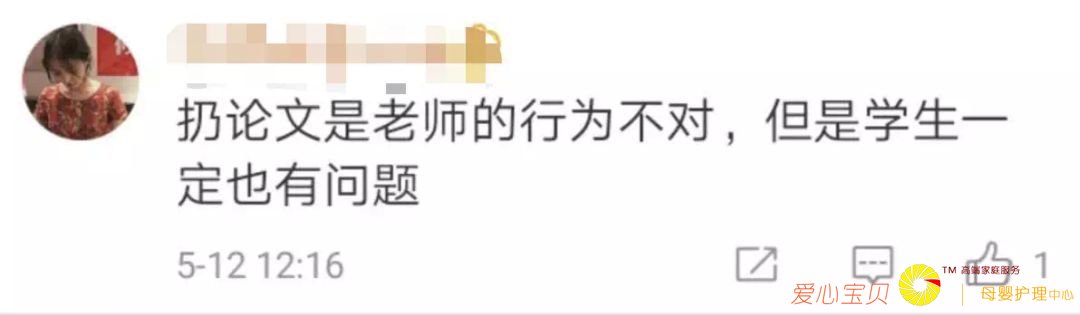 扔论文是老师的行为不对，但是学生一
定也有问题
5-12 12:16
1
爱心宝贝
TM 高端家庭服务
母婴护理中心